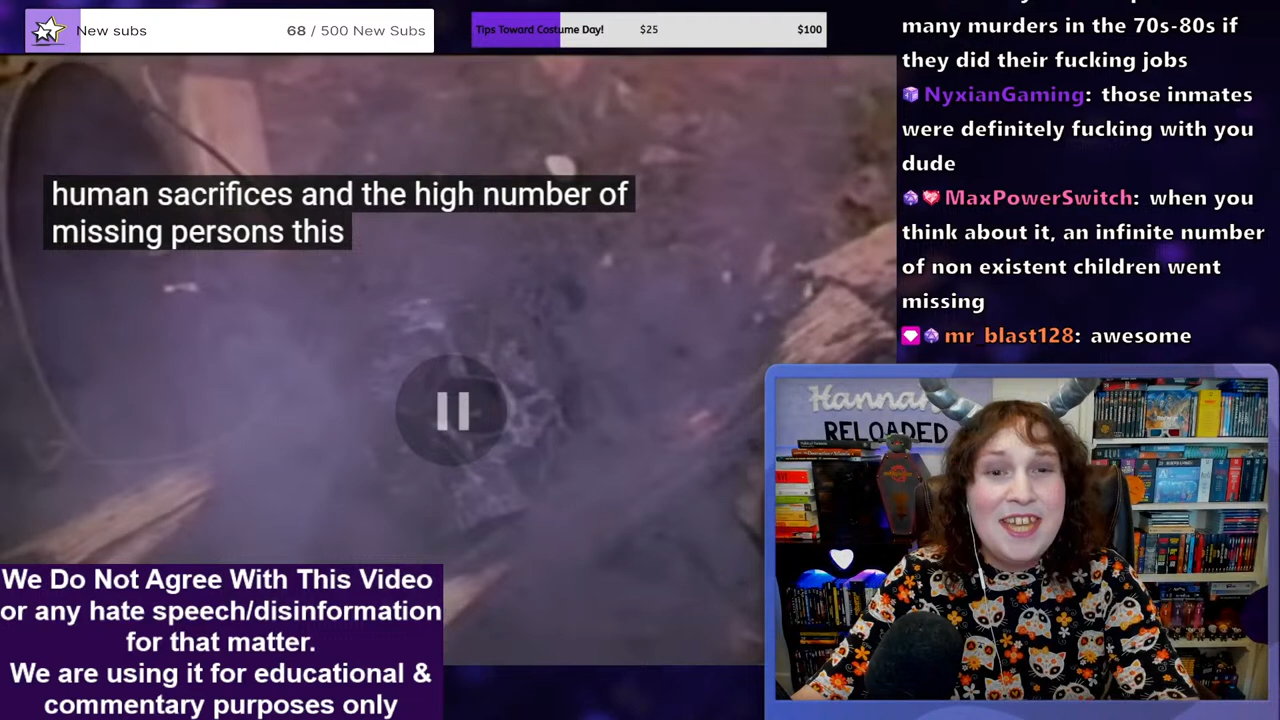 New subs
68 / 500 New Subs
Tips Toward Costume Day!
$25
$100
human sacrifices and the high number of
missing persons this
We Do Not Agree With This Video
or any hate speech/disinformation
for that matter.
We are using it for educational &
commentary purposes only
many murders in the 70s-80s if
they did their fucking jobs
NyxianGaming: those inmates
were definitely fucking with you
dude
MaxPowerSwitch: when you
think about it, an infinite number
of non existent children went
missing
mr_blast128: awesome
Hannah
RELOADED